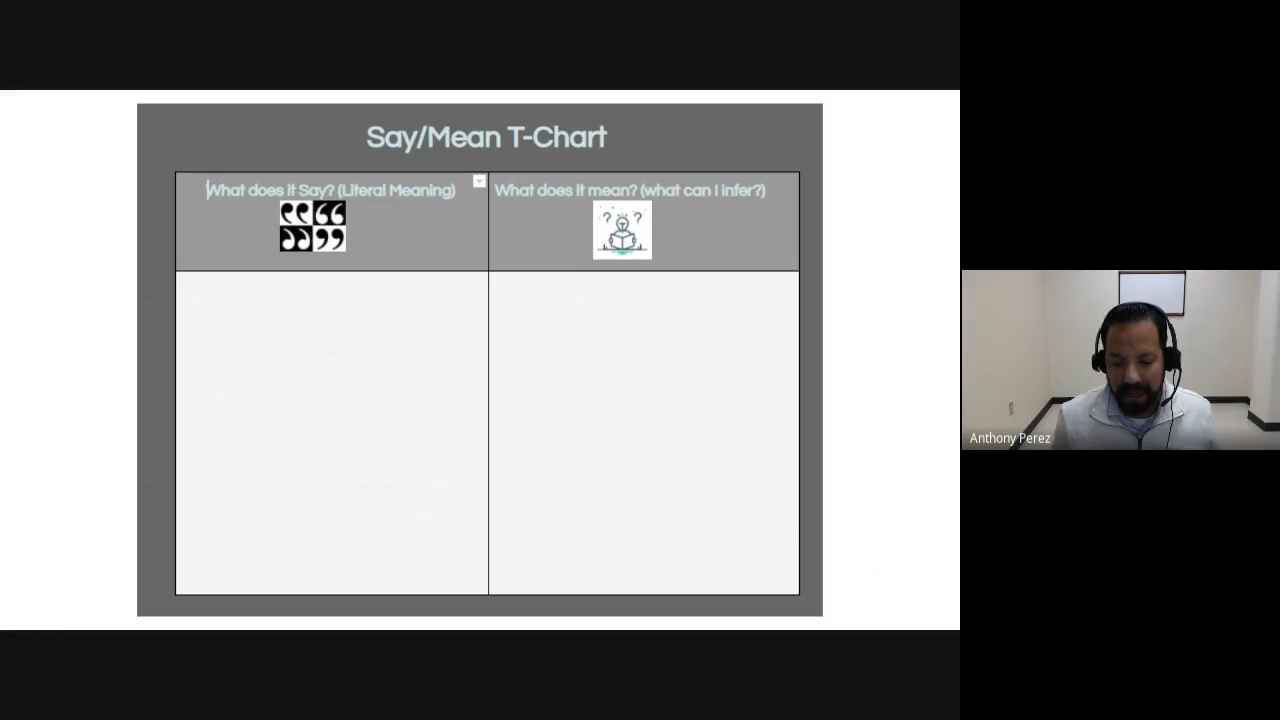 Say/Mean T-Chart
What does it Say? (Literal Meaning)
What does it mean? (what can I infer?)
Anthony Perez